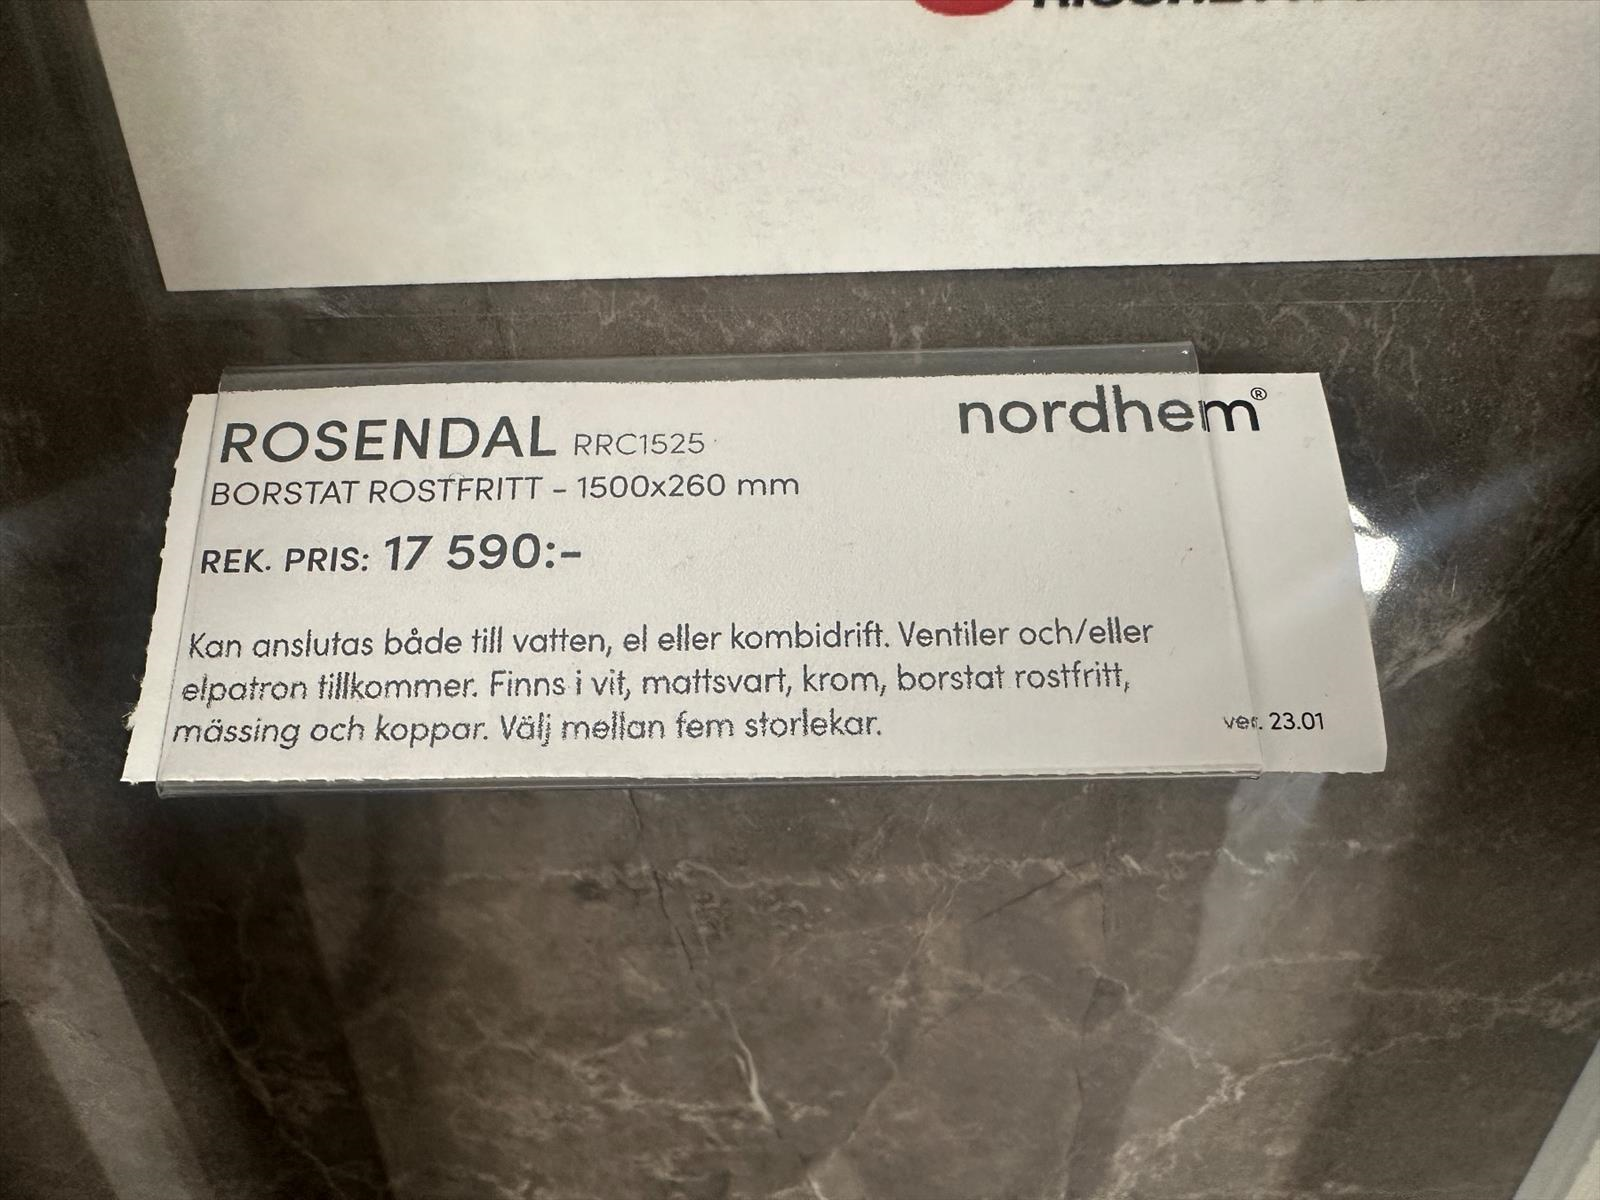 ROSENDAL RRC1525
nordhem®
BORSTAT ROSTFRITT - 1500x260 mm
REK. PRIS: 17 590:-
Kan anslutas både till vatten, el eller kombidrift. Ventiler och/eller
elpatron tillkommer. Finns i vit, mattsvart, krom, borstat rostfritt,
mässing och koppar. Välj mellan fem storlekar.
ver. 23.01